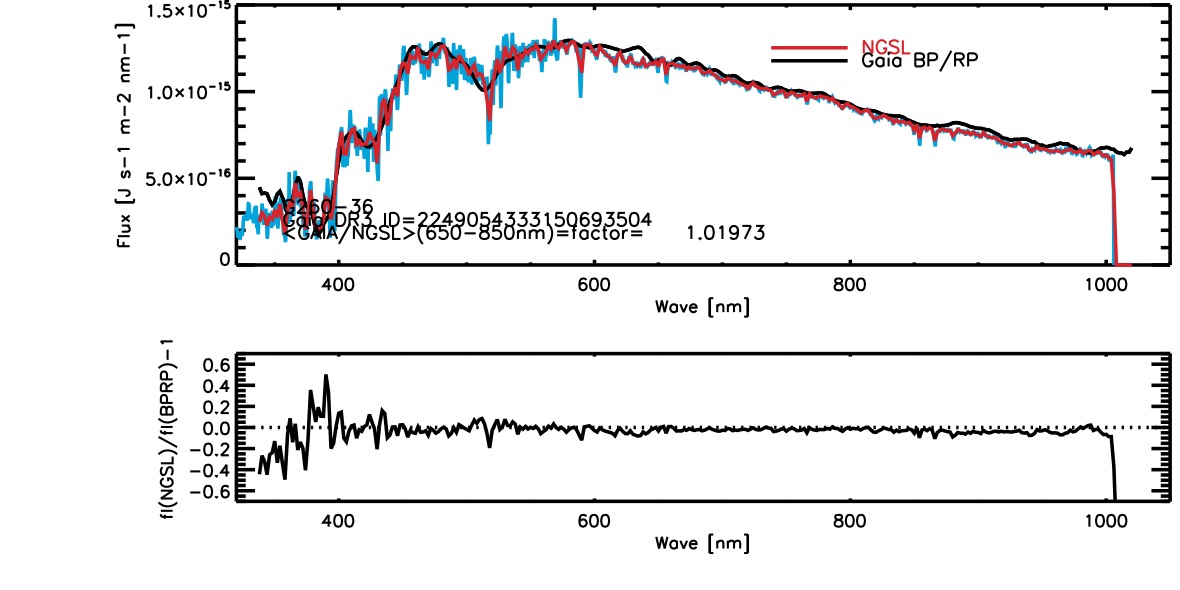 1.5×10−15
1.0×10−15
5.0×10−16
0
Flux [J s−1 m−2 nm−1]
NGSL
Gaia BP/RP
G260−36
Gaia DR3 ID=2249054333150693504
<GAIA/NGSL>(650−850nm)=factor= 1.01973
400 600 800 1000
Wave [nm]
fl(NGSL)/fl(BPRP)−1
0.6
0.4
0.2
0.0
−0.2
−0.4
−0.6
400 600 800 1000
Wave [nm]